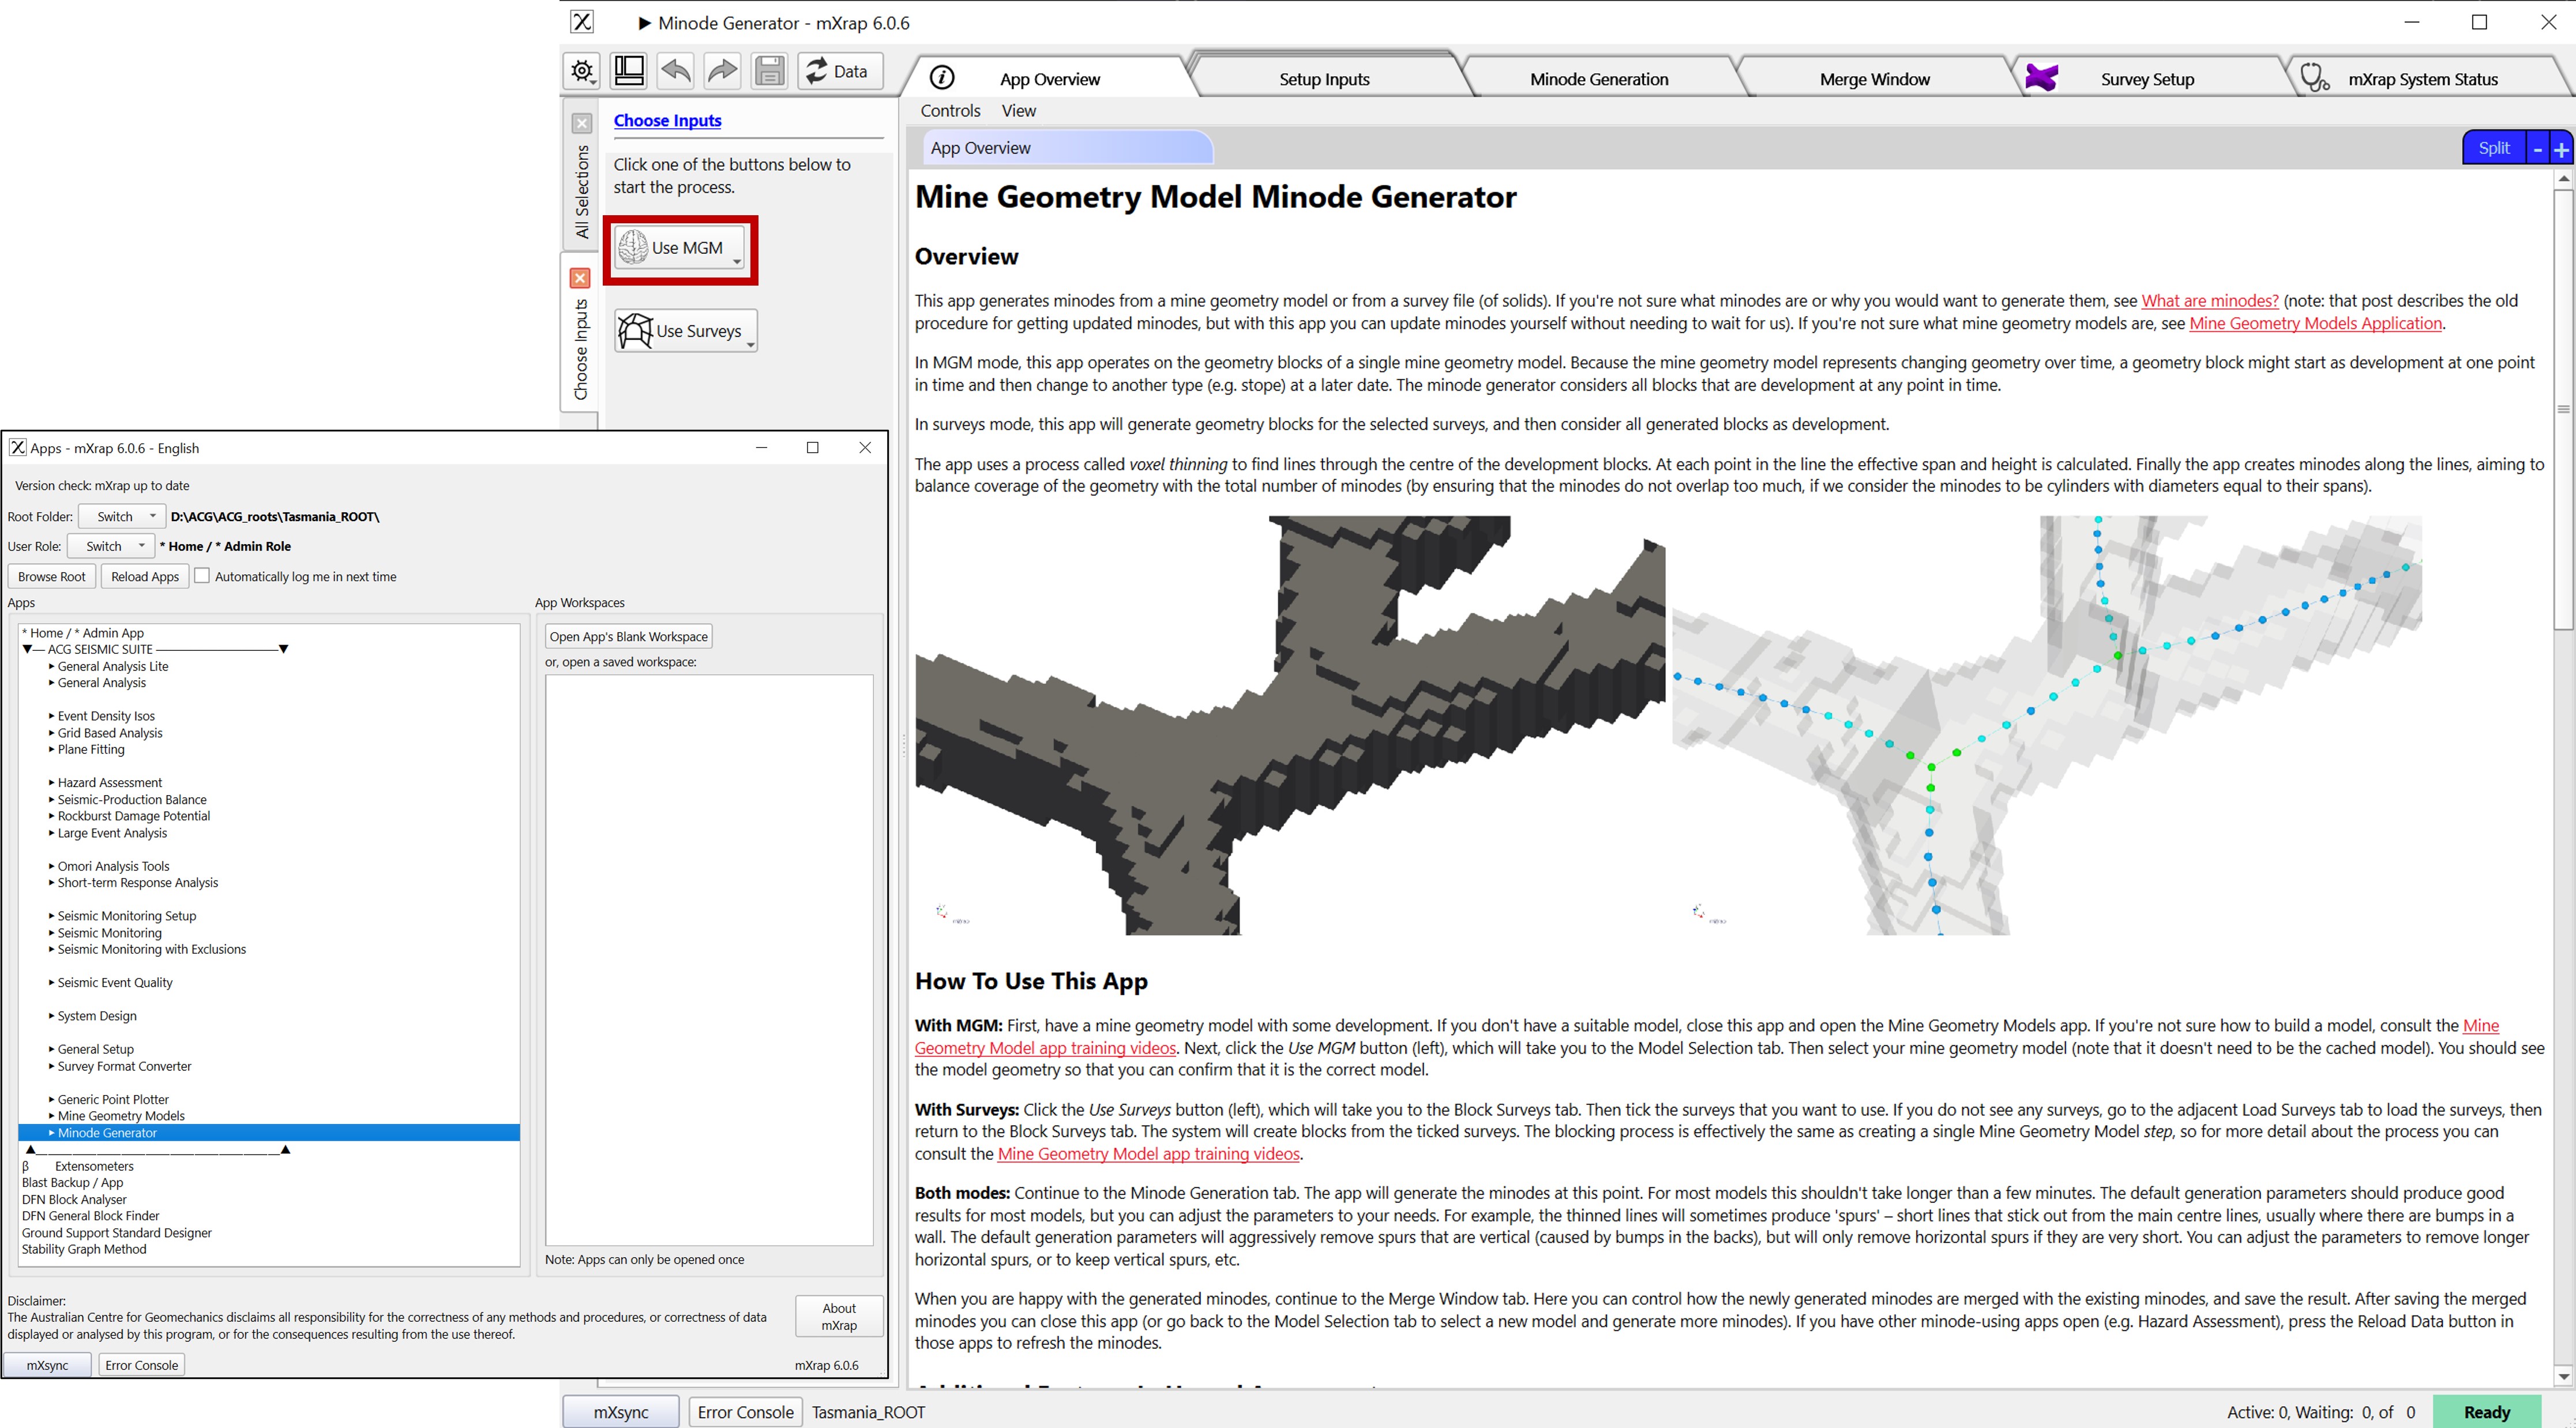 ▶ Minode Generator - mXrap 6.0.6
Data
App Overview
Setup Inputs
Minode Generation
Merge Window
Survey Setup
mXrap System Status
All Selections
Choose Inputs
Choose Inputs
Click one of the buttons below to
start the process.
Use MGM
Use Surveys
Controls View
App Overview
Split - +
Mine Geometry Model Minode Generator
Overview
This app generates minodes from a mine geometry model or from a survey file (of solids). If you're not sure what minodes are or why you would want to generate them, see What are minodes? (note: that post describes the old
procedure for getting updated minodes, but with this app you can update minodes yourself without needing to wait for us). If you're not sure what mine geometry models are, see Mine Geometry Models Application.
In MGM mode, this app operates on the geometry blocks of a single mine geometry model. Because the mine geometry model represents changing geometry over time, a geometry block might start as development at one point
in time and then change to another type (e.g. stope) at a later date. The minode generator considers all blocks that are development at any point in time.
In surveys mode, this app will generate geometry blocks for the selected surveys, and then consider all generated blocks as development.
The app uses a process called voxel thinning to find lines through the centre of the development blocks. At each point in the line the effective span and height is calculated. Finally the app creates minodes along the lines, aiming to
balance coverage of the geometry with the total number of minodes (by ensuring that the minodes do not overlap too much, if we consider the minodes to be cylinders with diameters equal to their spans).
How To Use This App
With MGM: First, have a mine geometry model with some development. If you don't have a suitable model, close this app and open the Mine Geometry Models app. If you're not sure how to build a model, consult the Mine
Geometry Model app training videos. Next, click the Use MGM button (left), which will take you to the Model Selection tab. Then select your mine geometry model (note that it doesn't need to be the cached model). You should see
the model geometry so that you can confirm that it is the correct model.
With Surveys: Click the Use Surveys button (left), which will take you to the Block Surveys tab. Then tick the surveys that you want to use. If you do not see any surveys, go to the adjacent Load Surveys tab to load the surveys, then
return to the Block Surveys tab. The system will create blocks from the ticked surveys. The blocking process is effectively the same as creating a single Mine Geometry Model step, so for more detail about the process you can
consult the Mine Geometry Model app training videos.
Both modes: Continue to the Minode Generation tab. The app will generate the minodes at this point. For most models this shouldn't take longer than a few minutes. The default generation parameters should produce good
results for most models, but you can adjust the parameters to your needs. For example, the thinned lines will sometimes produce 'spurs' – short lines that stick out from the main centre lines, usually where there are bumps in a
wall. The default generation parameters will aggressively remove spurs that are vertical (caused by bumps in the backs), but will only remove horizontal spurs if they are very short. You can adjust the parameters to remove longer
horizontal spurs, or to keep vertical spurs, etc.
When you are happy with the generated minodes, continue to the Merge Window tab. Here you can control how the newly generated minodes are merged with the existing minodes, and save the result. After saving the merged
minodes you can close this app (or go back to the Model Selection tab to select a new model and generate more minodes). If you have other minode-using apps open (e.g. Hazard Assessment), press the Reload Data button in
those apps to refresh the minodes.
mXsync
Error Console
Tasmania_ROOT
Active: 0, Waiting: 0, of 0
Ready
Apps - mXrap 6.0.6 - English
Version check: mXrap up to date
Root Folder: Switch D:\ACG\ACG_roots\Tasmania_ROOT\
User Role: Switch * Home / * Admin Role
Browse Root
Reload Apps
Automatically log me in next time
Apps
* Home / * Admin App
▼— ACG SEISMIC SUITE ——————————▼
▸ General Analysis Lite
▸ General Analysis
▸ Event Density Isos
▸ Grid Based Analysis
▸ Plane Fitting
▸ Hazard Assessment
▸ Seismic-Production Balance
▸ Rockburst Damage Potential
▸ Large Event Analysis
▸ Omori Analysis Tools
▸ Short-term Response Analysis
▸ Seismic Monitoring Setup
▸ Seismic Monitoring
▸ Seismic Monitoring with Exclusions
▸ Seismic Event Quality
▸ System Design
▸ General Setup
▸ Survey Format Converter
▸ Generic Point Plotter
▸ Mine Geometry Models
▸ Minode Generator
▲____________________▲
β Extensometers
Blast Backup / App
DFN Block Analyser
DFN General Block Finder
Ground Support Standard Designer
Stability Graph Method
App Workspaces
Open App's Blank Workspace
or, open a saved workspace:
Note: Apps can only be opened once
Disclaimer:
The Australian Centre for Geomechanics disclaims all responsibility for the correctness of any methods and procedures, or correctness of data
displayed or analysed by this program, or for the consequences resulting from the use thereof.
About
mXrap
mXsync
Error Console
mXrap 6.0.6